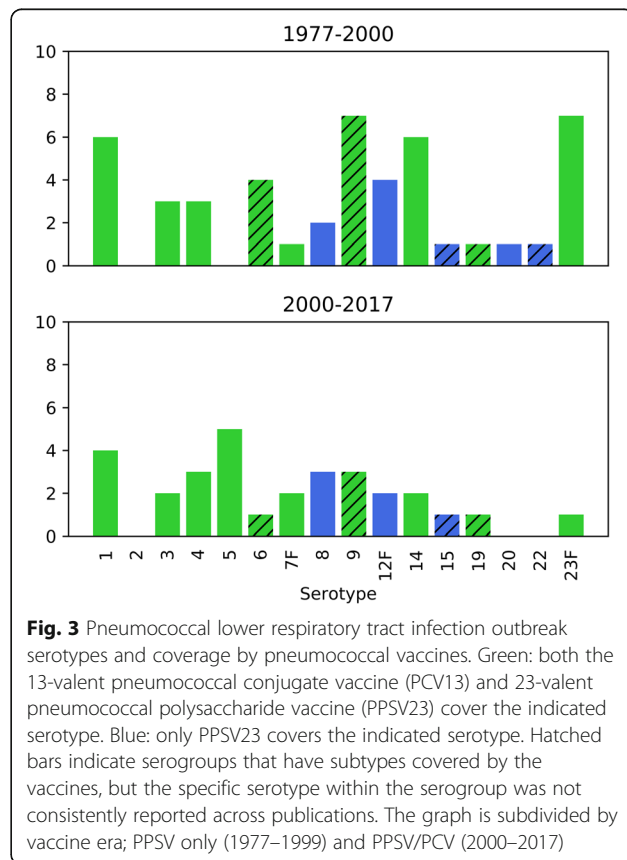 1977-2000
10
8
6
4
2
0
2000-2017
10
8
6
4
2
0
1 2 3 4 5 6 7F 8 9 12F 14 15 19 20 22 23F
Serotype
Fig. 3 Pneumococcal lower respiratory tract infection outbreak
serotypes and coverage by pneumococcal vaccines. Green: both the
13-valent pneumococcal conjugate vaccine (PCV13) and 23-valent
pneumococcal polysaccharide vaccine (PPSV23) cover the indicated
serotype. Blue: only PPSV23 covers the indicated serotype. Hatched
bars indicate serogroups that have subtypes covered by the
vaccines, but the specific serotype within the serogroup was not
consistently reported across publications. The graph is subdivided by
vaccine era; PPSV only (1977–1999) and PPSV/PCV (2000–2017)